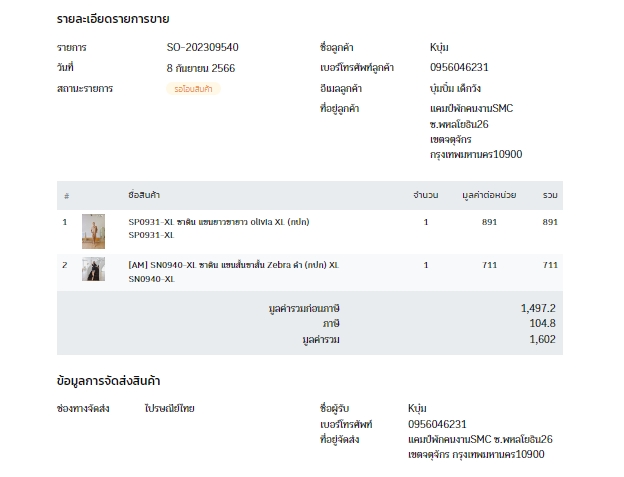 รายละเอียดรายการขาย
รายการ SO-202309540 ชื่อลูกค้า Kบุ๋ม
วันที่ 8 กันยายน 2566 เบอร์โทรศัพท์ลูกค้า 0956046231
สถานะรายการ รอโอนสินค้า อีเมลลูกค้า บุ๋มบิ๋ม เด็กวัง
ที่อยู่ลูกค้า แคมป์พักคนงานSMC
ซ.พหลโยธิน26
เขตจตุจักร
กรุงเทพมหานคร10900
# ชื่อสินค้า จำนวน มูลค่าต่อหน่วย รวม
1 SP0931-XL ซาติน แขนยาวขายาว olivia XL (กปก) 1 891 891
SP0931-XL
2 [AM] SN0940-XL ซาติน แขนสั้นขาสั้น Zebra ดำ (กปก) XL 1 711 711
SN0940-XL
มูลค่ารวมก่อนภาษี 1,497.2
ภาษี 104.8
มูลค่ารวม 1,602
ข้อมูลการจัดส่งสินค้า
ช่องทางจัดส่ง ไปรษณีย์ไทย ชื่อผู้รับ Kบุ๋ม
เบอร์โทรศัพท์ 0956046231
ที่อยู่จัดส่ง แคมป์พักคนงานSMC ซ.พหลโยธิน26
เขตจตุจักร กรุงเทพมหานคร10900